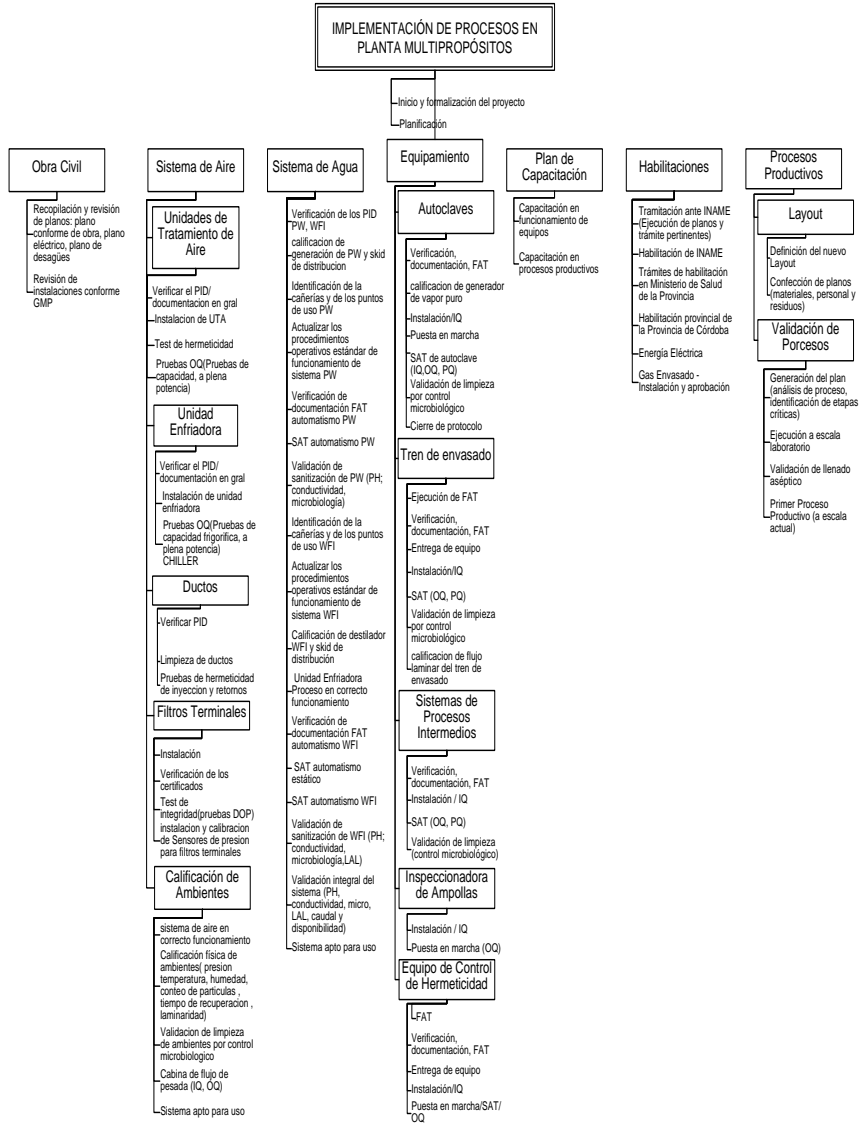 IMPLEMENTACIÓN DE PROCESOS EN
PLANTA MULTIPROPÓSITOS
Inicio y formalización del proyecto
Planificación
Obra Civil
Recopilación y revisión
de planos: plano
conforme de obra, plano
eléctrico, plano de
desagües
Revisión de
instalaciones conforme
GMP
Sistema de Aire
Unidades de
Tratamiento de
Aire
Verificar el PID/
documentacion en gral
Instalacion de UTA
Test de hermeticidad
Pruebas OQ(Pruebas de
capacidad, a plena
potencia)
Unidad
Enfriadora
Verificar el PID/
documentación en gral
Instalación de unidad
enfriadora
Pruebas OQ(Pruebas de
capacidad frigorifica, a
plena potencia)
CHILLER
Ductos
Verificar PID
Limpieza de ductos
Pruebas de hermeticidad
de inyeccion y retornos
Filtros Terminales
Instalación
Verificación de los
certificados
Test de
integridad(pruebas DOP)
instalacion y calibracion
de Sensores de presion
para filtros terminales
Calificación de
Ambientes
sistema de aire en
correcto funcionamiento
Calificación física de
ambientes( presion
temperatura, humedad,
conteo de particulas ,
tiempo de recuperacion ,
laminaridad)
Validacion de limpieza
de ambientes por control
microbiologico
Cabina de flujo de
pesada (IQ, OQ)
Sistema apto para uso
Sistema de Agua
Verificación de los PID
PW, WFI
calificacion de
generación de PW y skid
de distribucion
Identificación de la
cañerías y de los puntos
de uso PW
Actualizar los
procedimientos
operativos estándar de
funcionamiento de
sistema PW
Verificación de
documentación FAT
automatismo PW
SAT automatismo PW
Validación de
sanitización de PW (PH;
conductividad,
microbiología)
Identificación de la
cañerías y de los puntos
de uso WFI
Actualizar los
procedimientos
operativos estándar de
funcionamiento de
sistema WFI
Calificación de destilador
WFI y skid de
distribución
Unidad Enfriadora
Proceso en correcto
funcionamiento
Verificación de
documentación FAT
automatismo WFI
SAT automatismo
estático
SAT automatismo WFI
Validación de
sanitización de WFI (PH;
conductividad,
microbiología,LAL)
Validación integral del
sistema (PH,
conductividad, micro,
LAL, caudal y
disponibilidad)
Sistema apto para uso
Equipamiento
Autoclaves
Verificación,
documentación, FAT
calificacion de generador
de vapor puro
Instalación/IQ
Puesta en marcha
SAT de autoclave
(IQ,OQ, PQ)
Validación de limpieza
por control
microbiológico
Cierre de protocolo
Tren de envasado
Ejecución de FAT
Verificación,
documentación, FAT
Entrega de equipo
Instalación/IQ
SAT (OQ, PQ)
Validación de limpieza
por control
microbiológico
calificacion de flujo
laminar del tren de
envasado
Sistemas de
Procesos
Intermedios
Verificación,
documentación, FAT
Instalación / IQ
SAT (OQ, PQ)
Validación de limpieza
(control microbiológico)
Inspeccionadora
de Ampollas
Instalación / IQ
Puesta en marcha (OQ)
Equipo de Control
de Hermeticidad
FAT
Verificación,
documentación, FAT
Entrega de equipo
Instalación/IQ
Puesta en marcha/SAT/
OQ
Plan de
Capacitación
Capacitación en
funcionamiento de
equipos
Capacitación en
procesos productivos
Habilitaciones
Tramitación ante INAME
(Ejecución de planos y
trámite pertinentes)
Habilitación de INAME
Trámites de habilitación
en Ministerio de Salud
de la Provincia
Habilitación provincial de
la Provincia de Córdoba
Energía Eléctrica
Gas Envasado -
Instalación y aprobación
Procesos
Productivos
Layout
Definición del nuevo
Layout
Confección de planos
(materiales, personal y
residuos)
Validación de
Porcesos
Generación del plan
(análisis de proceso,
identificación de etapas
críticas)
Ejecución a escala
laboratorio
Validación de llenado
aséptico
Primer Proceso
Productivo (a escala
actual)